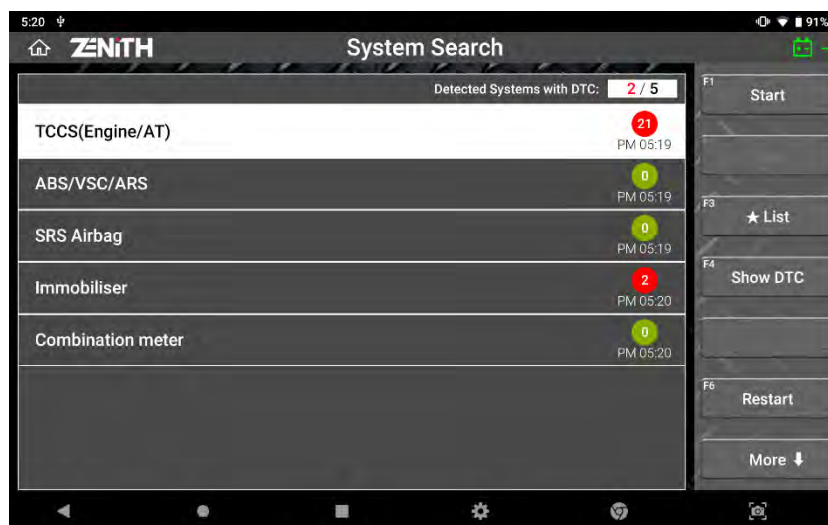 5:20 91%
ZENITH System Search
Detected Systems with DTC: 2 / 5
TCCS(Engine/AT) 21
PM 05:19
ABS/VSC/ARS 0
PM 05:19
SRS Airbag 0
PM 05:19
Immobiliser 2
PM 05:20
Combination meter 0
PM 05:20
F1 Start
F3 ★ List
F4 Show DTC
F6 Restart
More ⬇